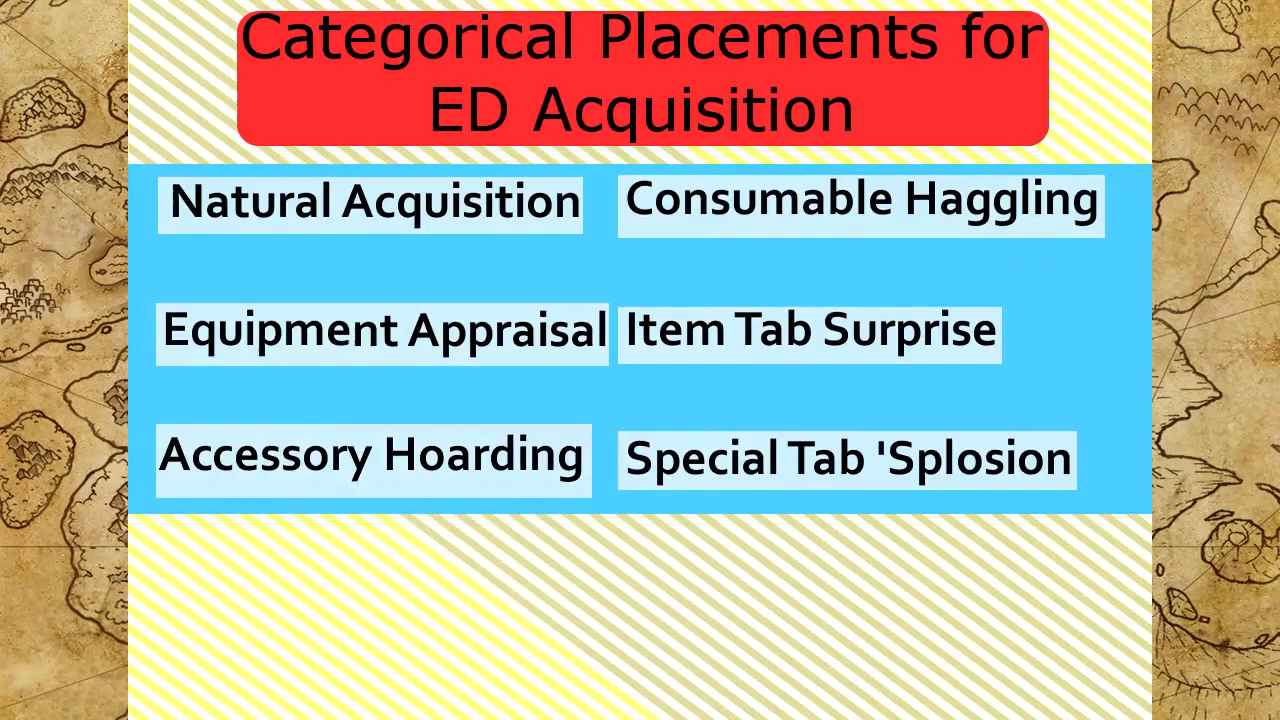 Categorical Placements for
ED Acquisition
Natural Acquisition
Consumable Haggling
Equipment Appraisal
Item Tab Surprise
Accessory Hoarding
Special Tab 'Splosion